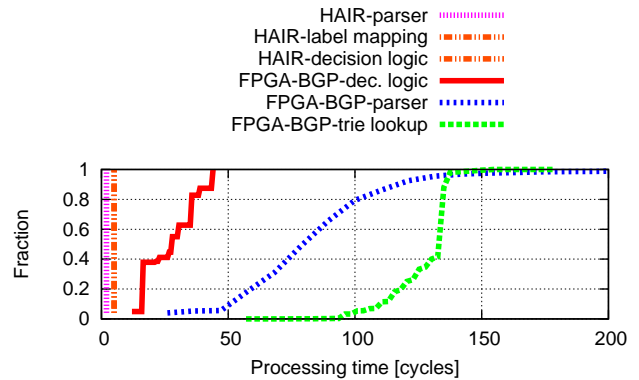 HAIR-parser
HAIR-label mapping
HAIR-decision logic
FPGA-BGP-dec. logic
FPGA-BGP-parser
FPGA-BGP-trie lookup
1
0.8
0.6
0.4
0.2
0
Fraction
0 50 100 150 200
Processing time [cycles]